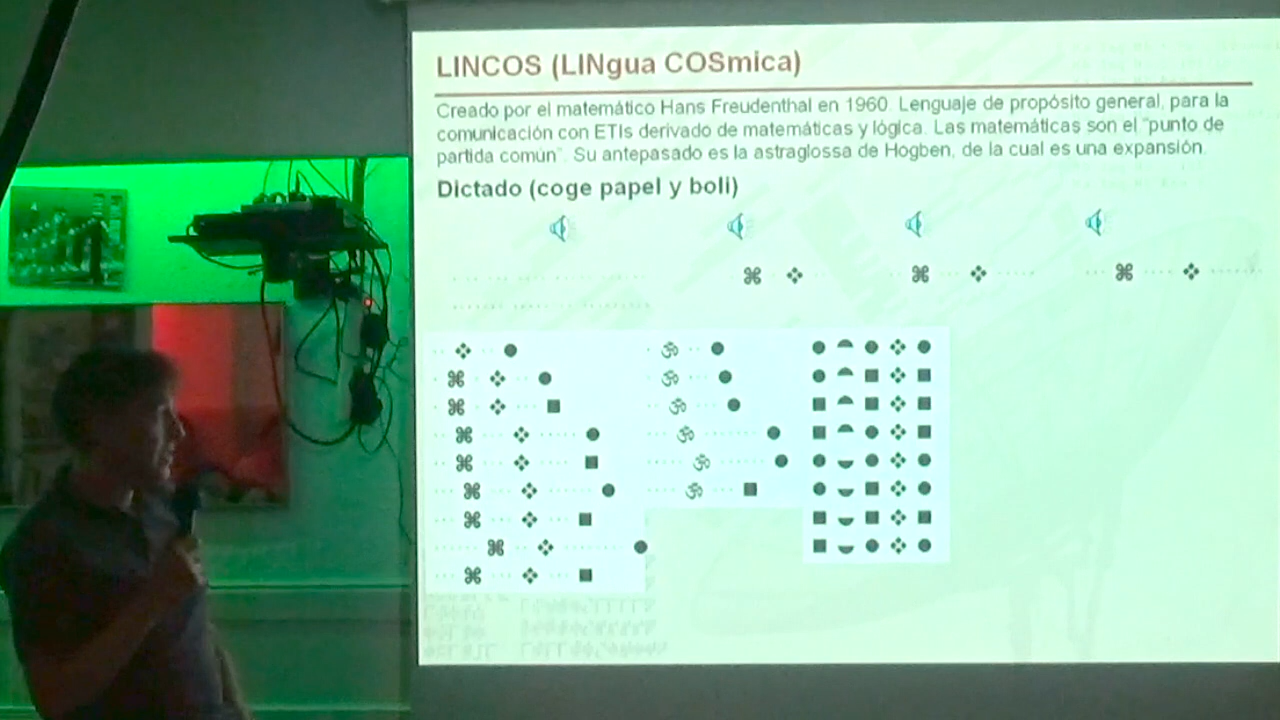 LINCOS (LINgua COSmica)
Creado por el matemático Hans Freudenthal en 1960. Lenguaje de propósito general, para la
comunicación con ETIs derivado de matemáticas y lógica. Las matemáticas son el "punto de
partida común". Su antepasado es la astraglossa de Hogben, de la cual es una expansión.
Dictado (coge papel y boli)